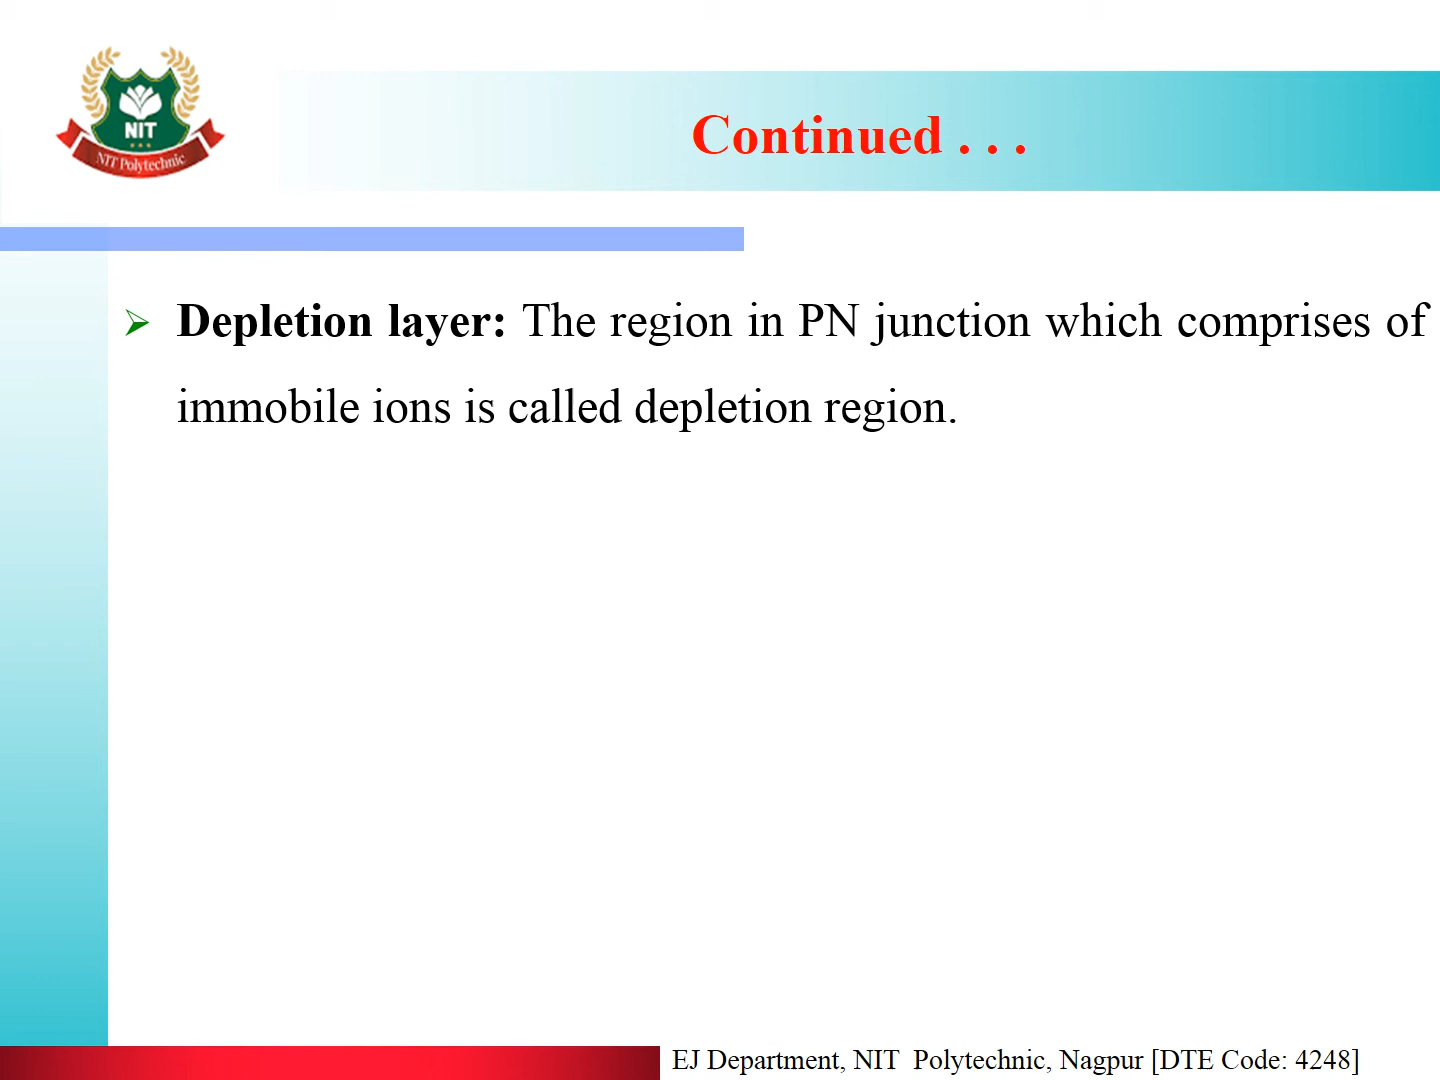 NIT
NIT Polytechnic
Continued . . .
Depletion layer: The region in PN junction which comprises of
immobile ions is called depletion region.
EJ Department, NIT Polytechnic, Nagpur [DTE Code: 4248]